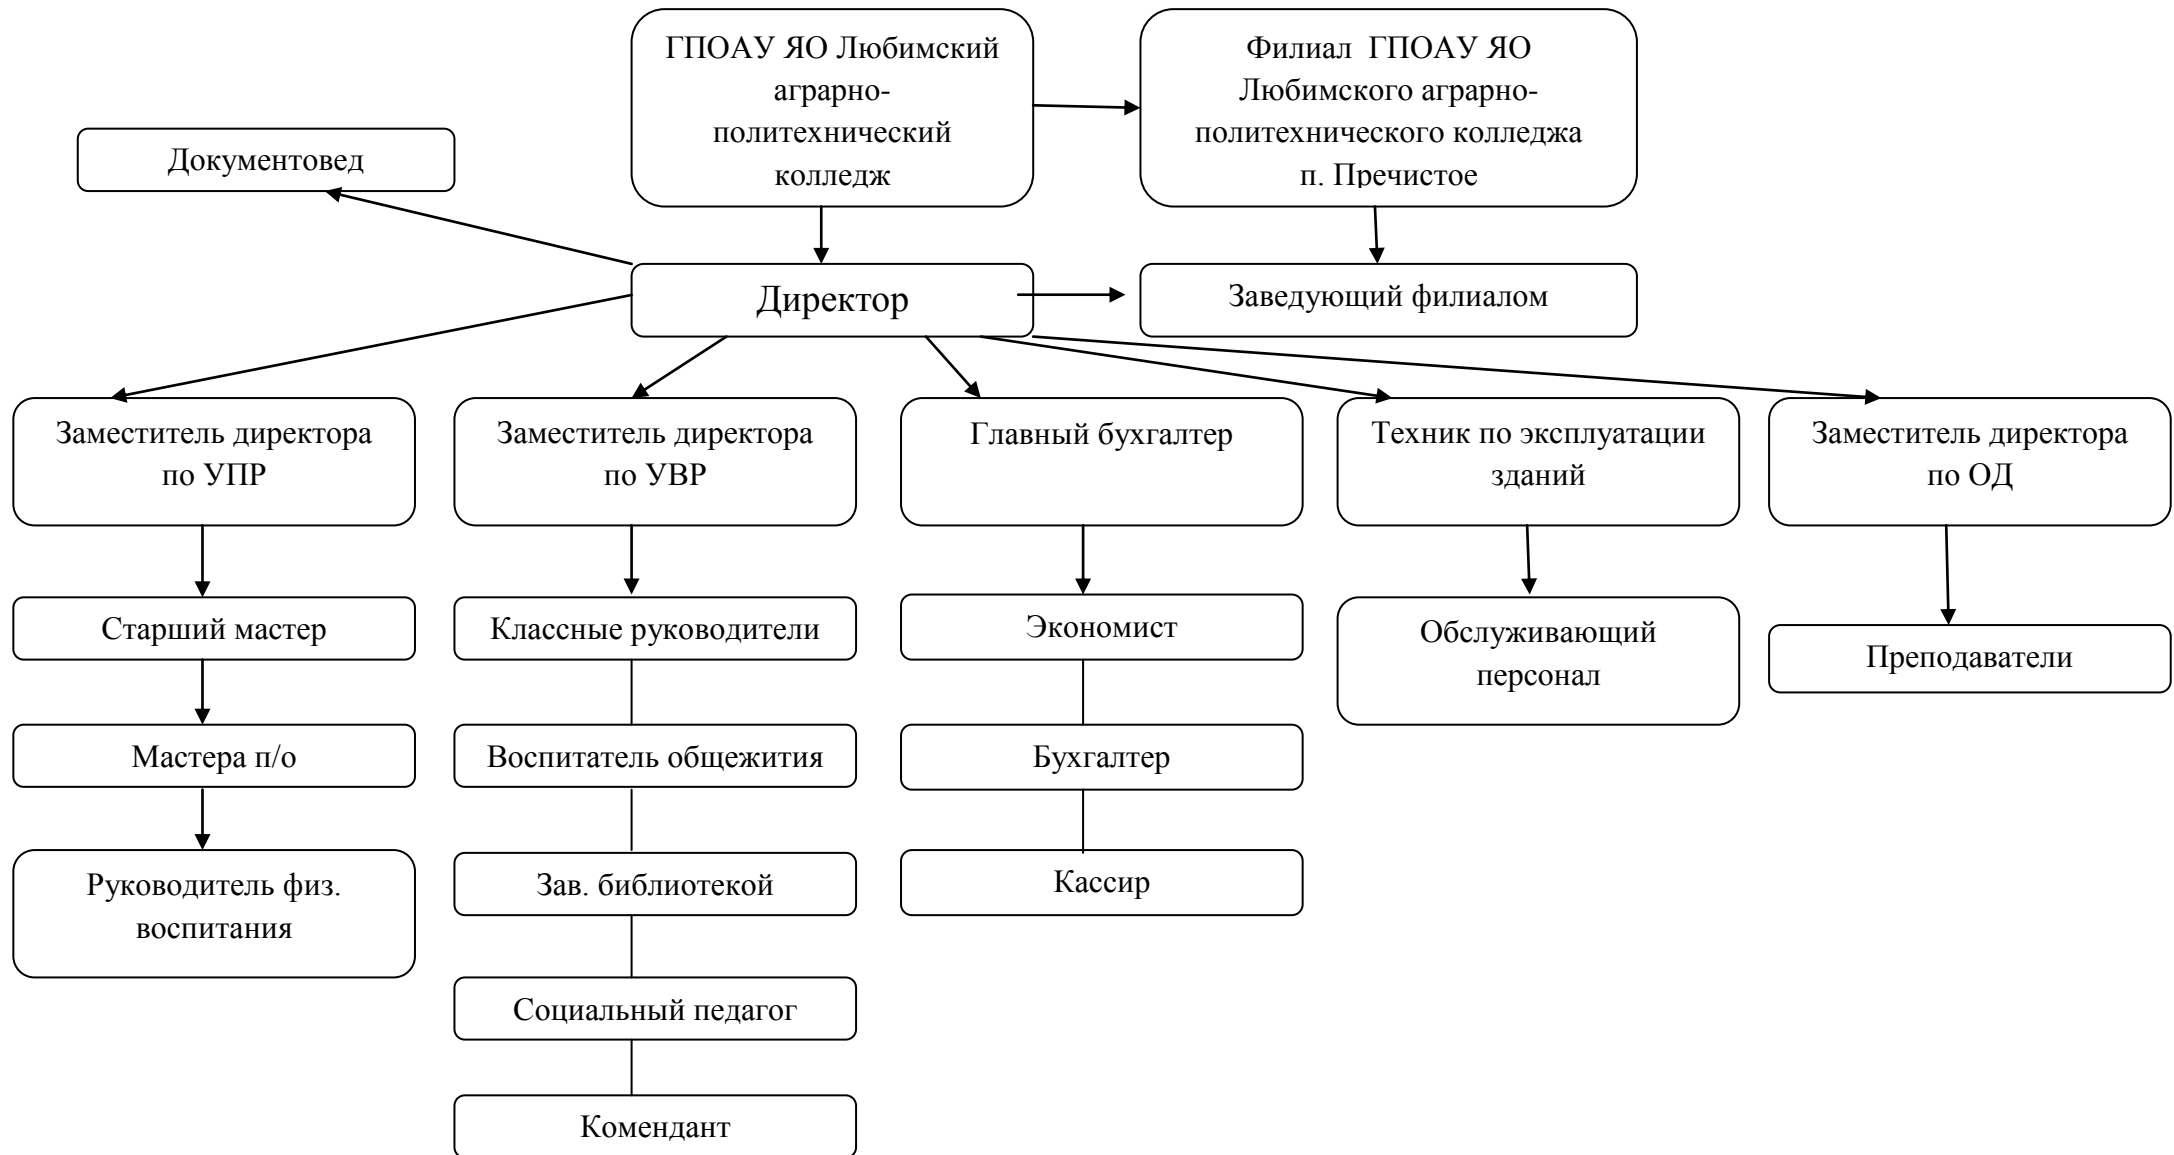 ГПОАУ ЯО Любимский
аграрно-
политехнический
колледж
Филиал ГПОАУ ЯО
Любимского аграрно-
политехнического колледжа
п. Пречистое
Документовед
Директор
Заведующий филиалом
Заместитель директора
по УПР
Заместитель директора
по УВР
Главный бухгалтер
Техник по эксплуатации
зданий
Заместитель директора
по ОД
Старший мастер
Классные руководители
Экономист
Обслуживающий
персонал
Преподаватели
Мастера п/о
Воспитатель общежития
Бухгалтер
Руководитель физ.
воспитания
Зав. библиотекой
Кассир
Социальный педагог
Комендант